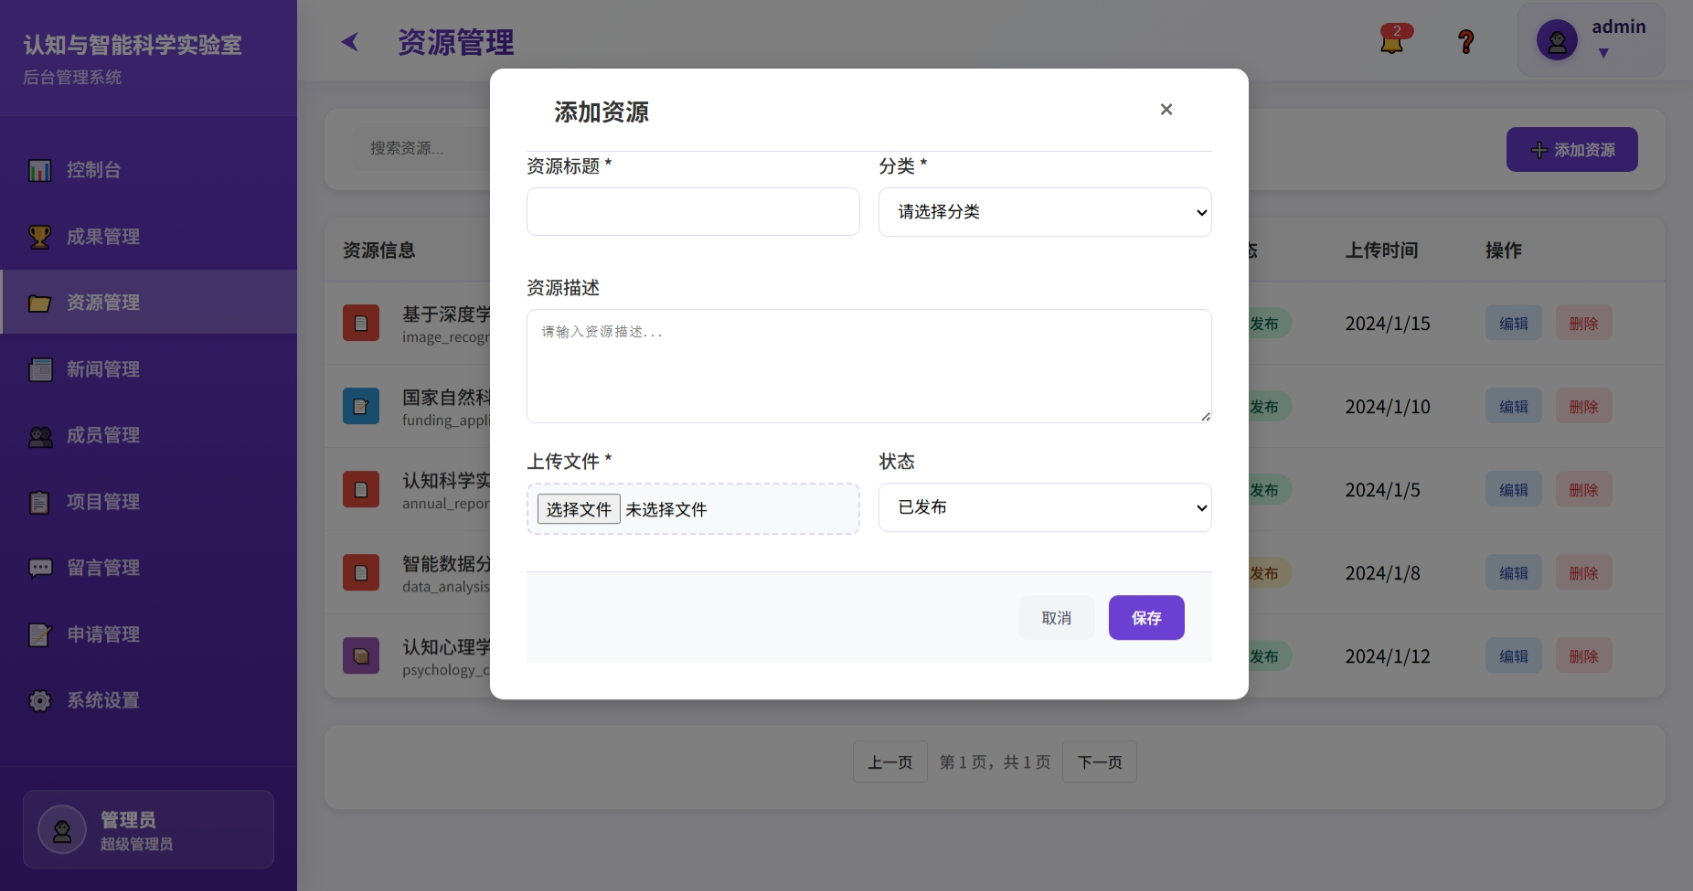 认知与智能科学实验室
后台管理系统
控制台
成果管理
资源管理
新闻管理
成员管理
项目管理
留言管理
申请管理
系统设置
管理员
超级管理员
资源管理
2
admin
搜索资源...
添加资源
资源信息
上传时间
操作
基于深度学
image_recogn
发布
2024/1/15
编辑
删除
国家自然科
funding_appli
发布
2024/1/10
编辑
删除
认知科学实
annual_repor
发布
2024/1/5
编辑
删除
智能数据分
data_analysis
发布
2024/1/8
编辑
删除
认知心理学
psychology_c
发布
2024/1/12
编辑
删除
上一页
第 1 页，共 1 页
下一页
添加资源
×
资源标题 *
分类 *
请选择分类
资源描述
请输入资源描述...
上传文件 *
状态
选择文件 未选择文件
已发布
取消
保存